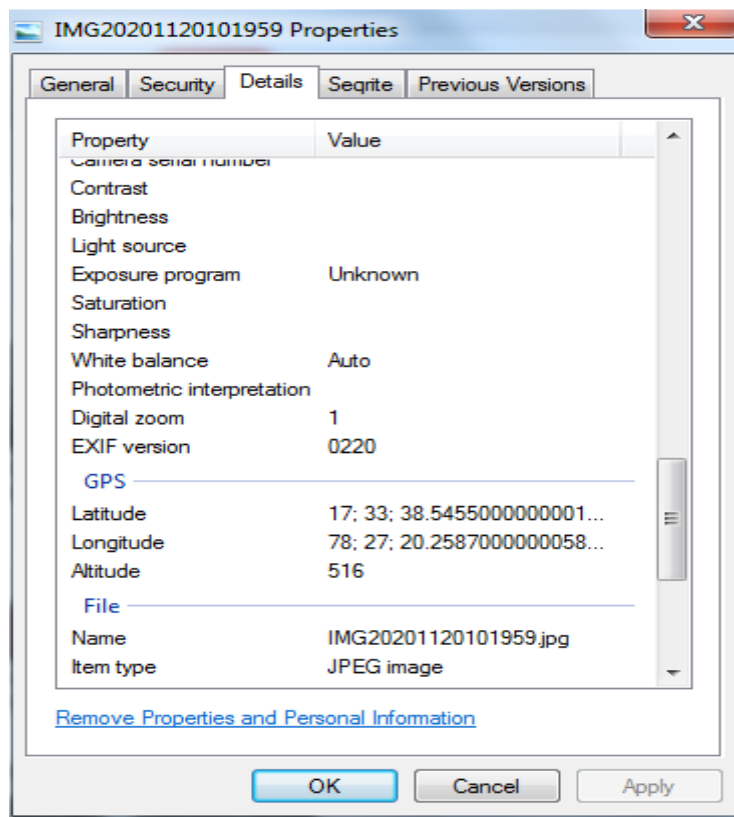 IMG20201120101959 Properties
General Security Details Seqrite Previous Versions
Property Value
Camera serial number
Contrast
Brightness
Light source
Exposure program Unknown
Saturation
Sharpness
White balance Auto
Photometric interpretation
Digital zoom 1
EXIF version 0220
GPS
Latitude 17; 33; 38.5455000000001...
Longitude 78; 27; 20.2587000000058...
Altitude 516
File
Name IMG20201120101959.jpg
Item type JPEG image
Remove Properties and Personal Information
OK Cancel Apply